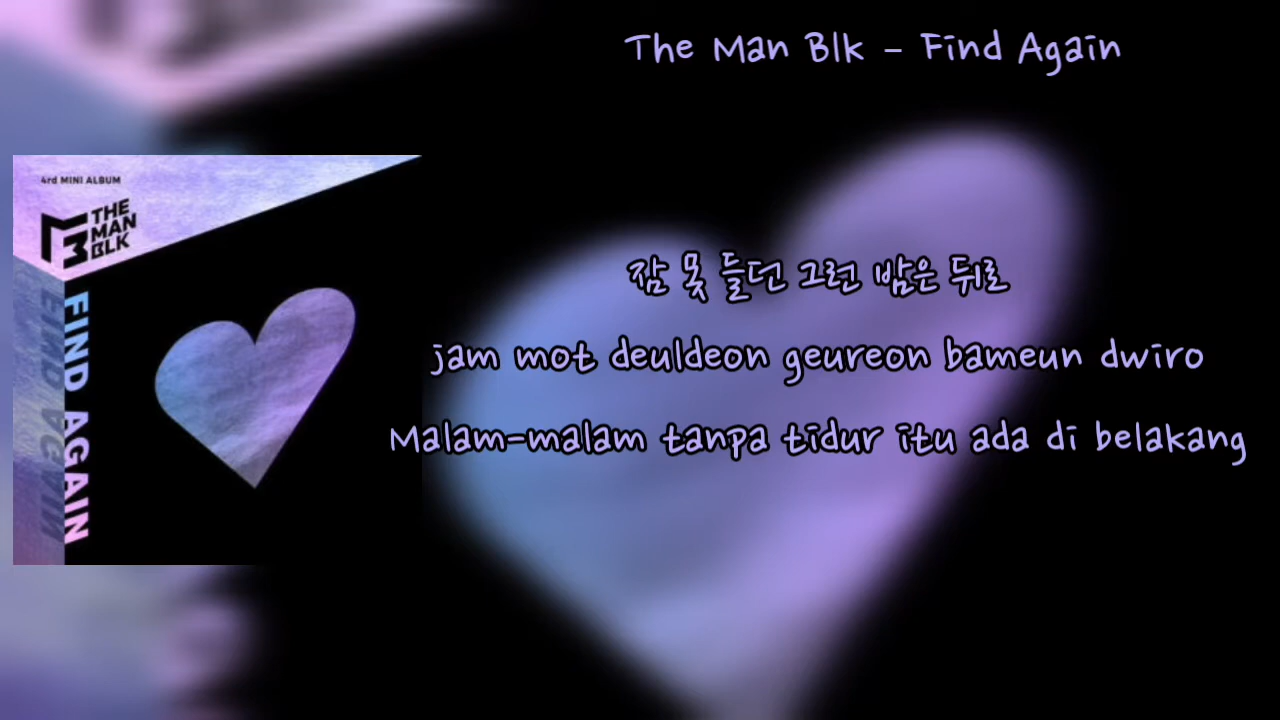 The Man Blk - Find Again
4rd MINI ALBUM
THE
MAN
BLK
FIND AGAIN
잠 못 들던 그런 밤은 뒤로
jam mot deuldeon geureon bameun dwiro
Malam-malam tanpa tidur itu ada di belakang